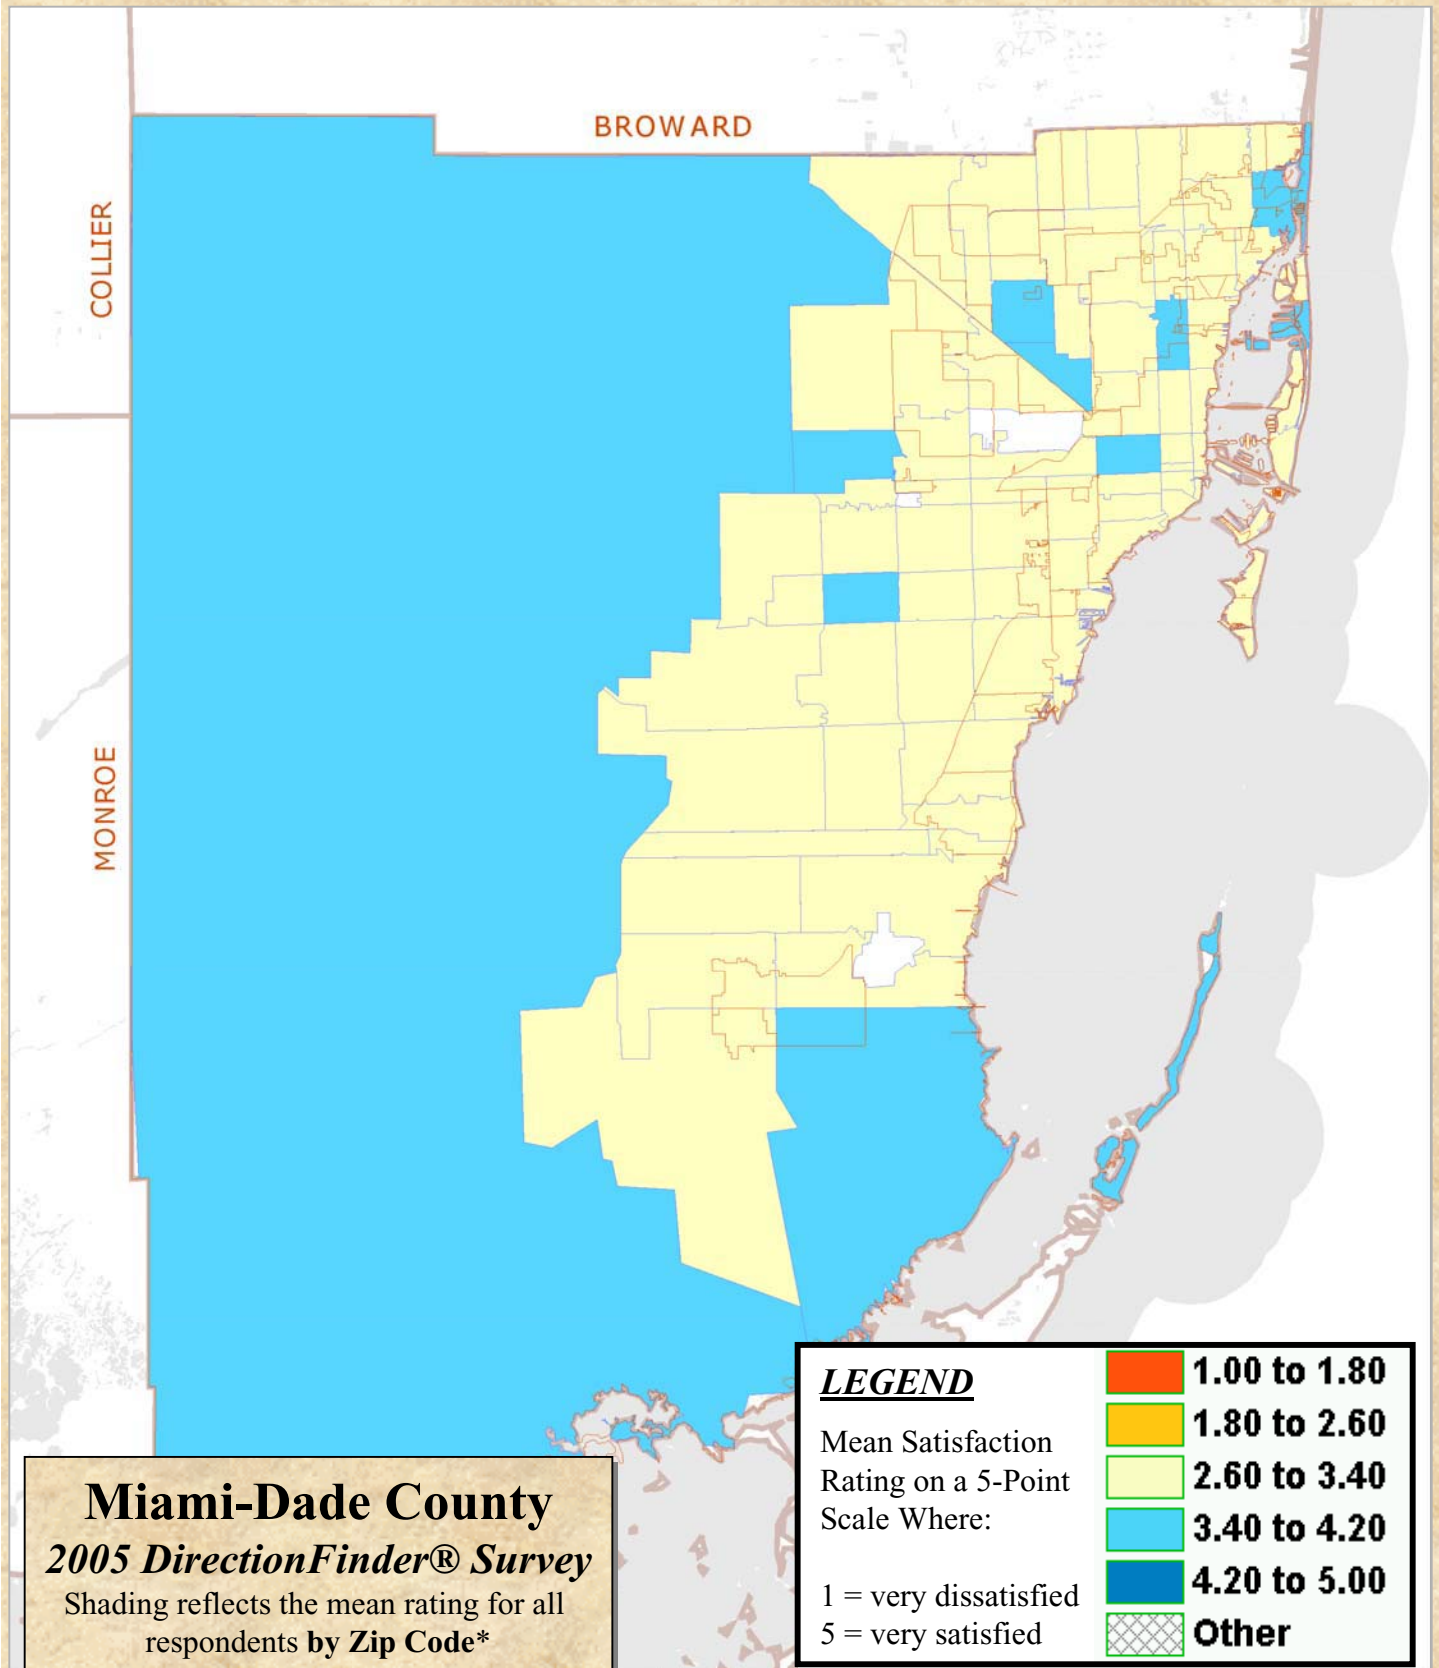 BROWARD
COLLIER
MONROE
LEGEND
Mean Satisfaction
Rating on a 5-Point
Scale Where:
1 = very dissatisfied
5 = very satisfied
1.00 to 1.80
1.80 to 2.60
2.60 to 3.40
3.40 to 4.20
4.20 to 5.00
Other
Miami-Dade County
2005 DirectionFinder® Survey
Shading reflects the mean rating for all
respondents by Zip Code*